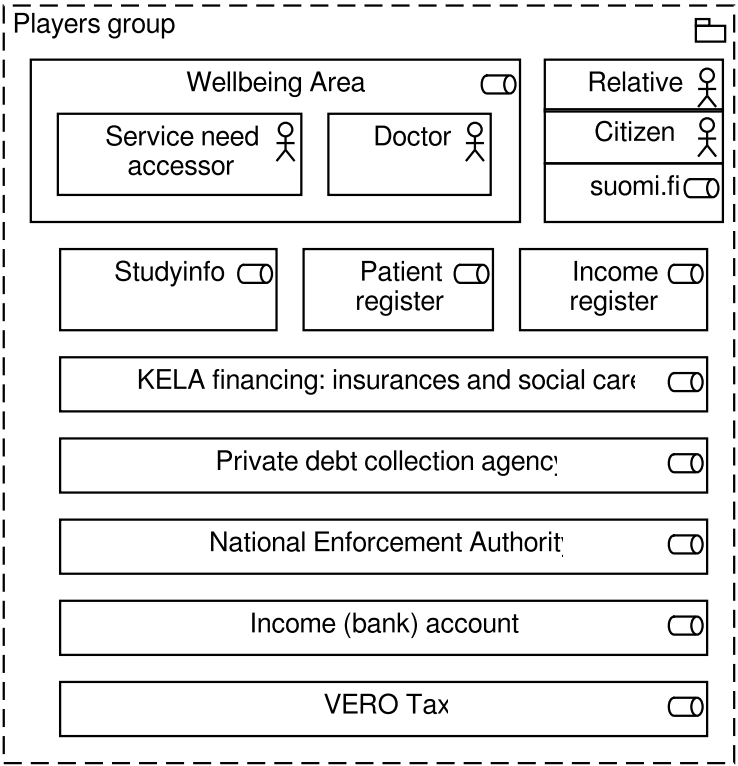 Players group
Wellbeing Area
Service need
accessor
Doctor
Relative
Citizen
suomi.fi
Studyinfo
Patient
register
Income
register
KELA financing: insurances and social care
Private debt collection agency
National Enforcement Authority
Income (bank) account
VERO Tax